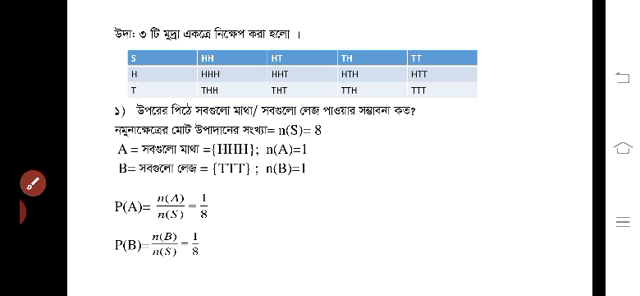 উদা: ৩ টি মুদ্রা একত্রে নিক্ষেপ করা হলো ।
S HH HT TH TT
H HHH HHT HTH HTT
T THH THT TTH TTT
১) উপরের পিঠে সবগুলো মাথা/ সবগুলো লেজ পাওয়ার সম্ভাবনা কত?
নমুনাক্ষেত্রের মোট উপাদানের সংখ্যা= n(S)= 8
A = সবগুলো মাথা ={HHH}; n(A)=1
B= সবগুলো লেজ = {TTT} ; n(B)=1
P(A)= n(A)/n(S) = 1/8
P(B)= n(B)/n(S) = 1/8